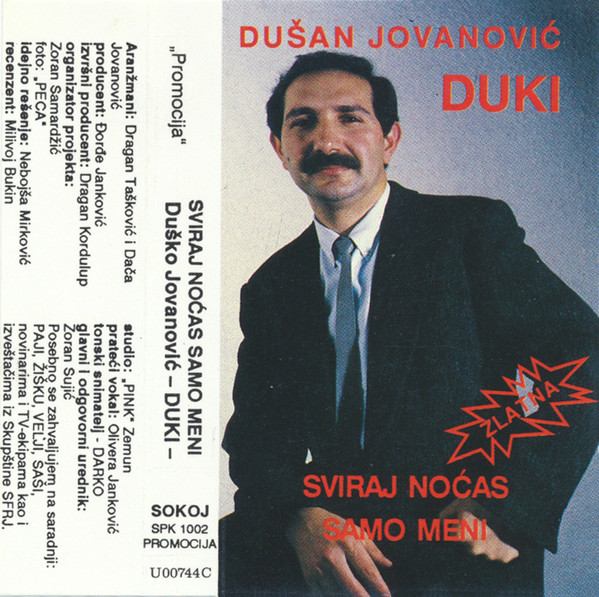 Aranžmani: Dragan Tašković i Dača
Jovanović
producent: Đorđe Janković
izvršni producent: Dragan Kordulup
organizator projekta:
Zoran Samardžić
foto: „PECA"
Idejno rešenje: Nebojša Mirković
recenzent: Milivoj Bukin
studio: „PINK" Zemun
prateći vokal: Olivera Janković
tonski snimatelj - DARKO
glavni i odgovorni urednik:
Zoran Sujić
Posebno se zahvaljujem na saradnji:
PAJI, ŽIŠKU, VELJI, SAŠI,
novinarima i TV-ekipama kao i
izveštačima iz Skupštine SFRJ.
„Promocija"
SVIRAJ NOĆAS SAMO MENI
Duško Jovanović – DUKI –
SOKOJ
SPK 1002
PROMOCIJA
U00744C
DUŠAN JOVANOVIĆ
DUKI
ZLATNA
SVIRAJ NOĆAS
SAMO MENI